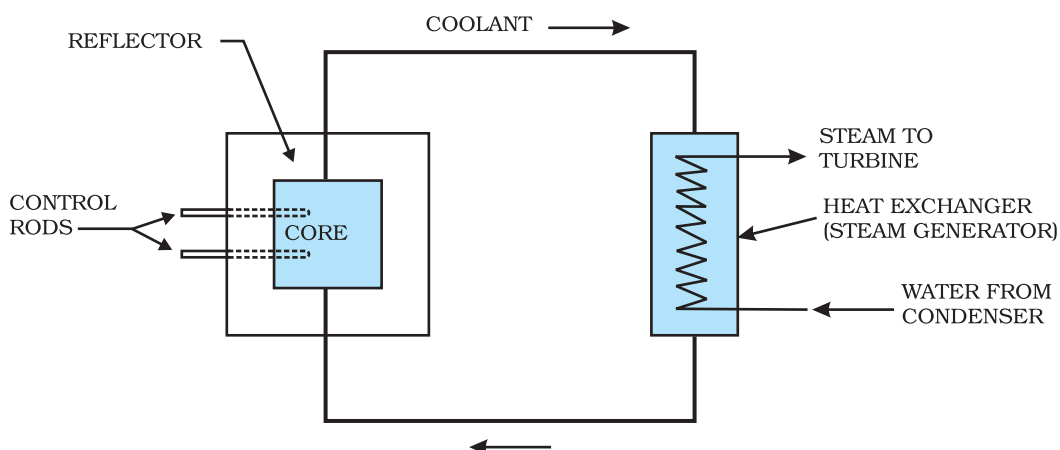 COOLANT
REFLECTOR
STEAM TO
TURBINE
CONTROL
RODS
CORE
HEAT EXCHANGER
(STEAM GENERATOR)
WATER FROM
CONDENSER